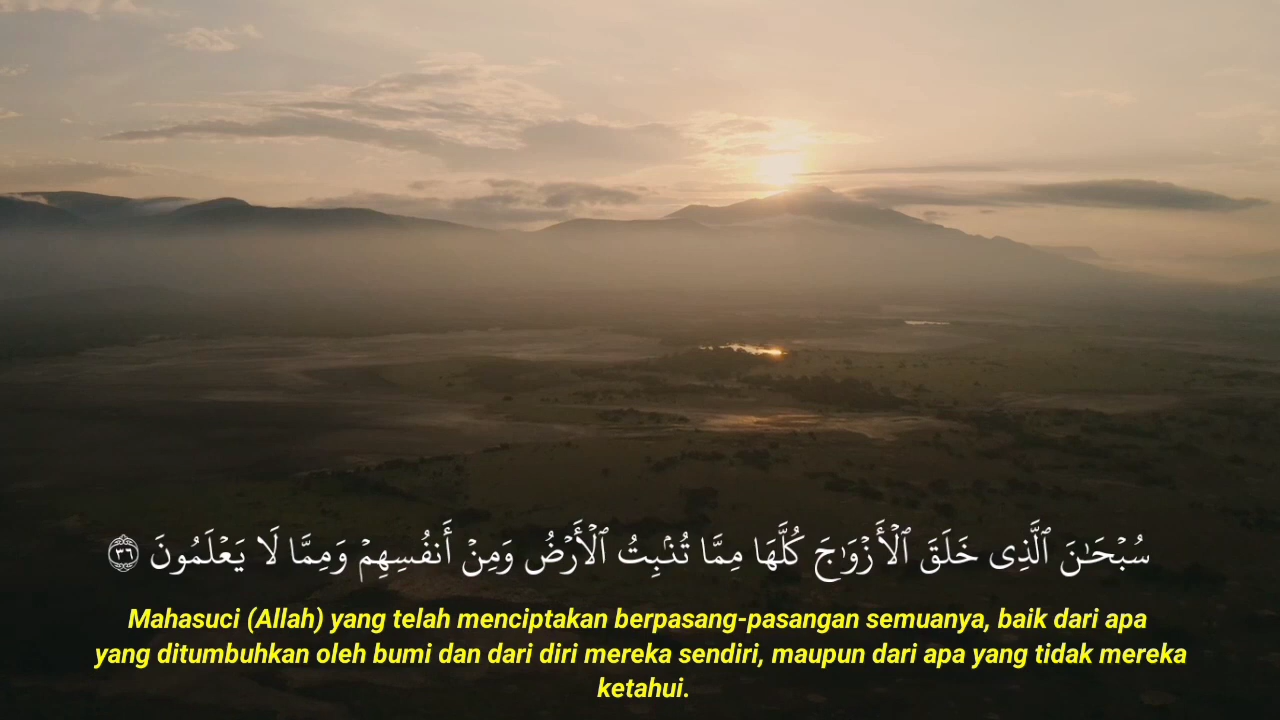 سُبْحَـٰنَ ٱلَّذِى خَلَقَ ٱلْأَزْوَٰجَ كُلَّهَا مِمَّا تُنۢبِتُ ٱلْأَرْضُ وَمِنْ أَنفُسِهِمْ وَمِمَّا لَا يَعْلَمُونَ ٣٦
Mahasuci (Allah) yang telah menciptakan berpasang-pasangan semuanya, baik dari apa
yang ditumbuhkan oleh bumi dan dari diri mereka sendiri, maupun dari apa yang tidak mereka
ketahui.